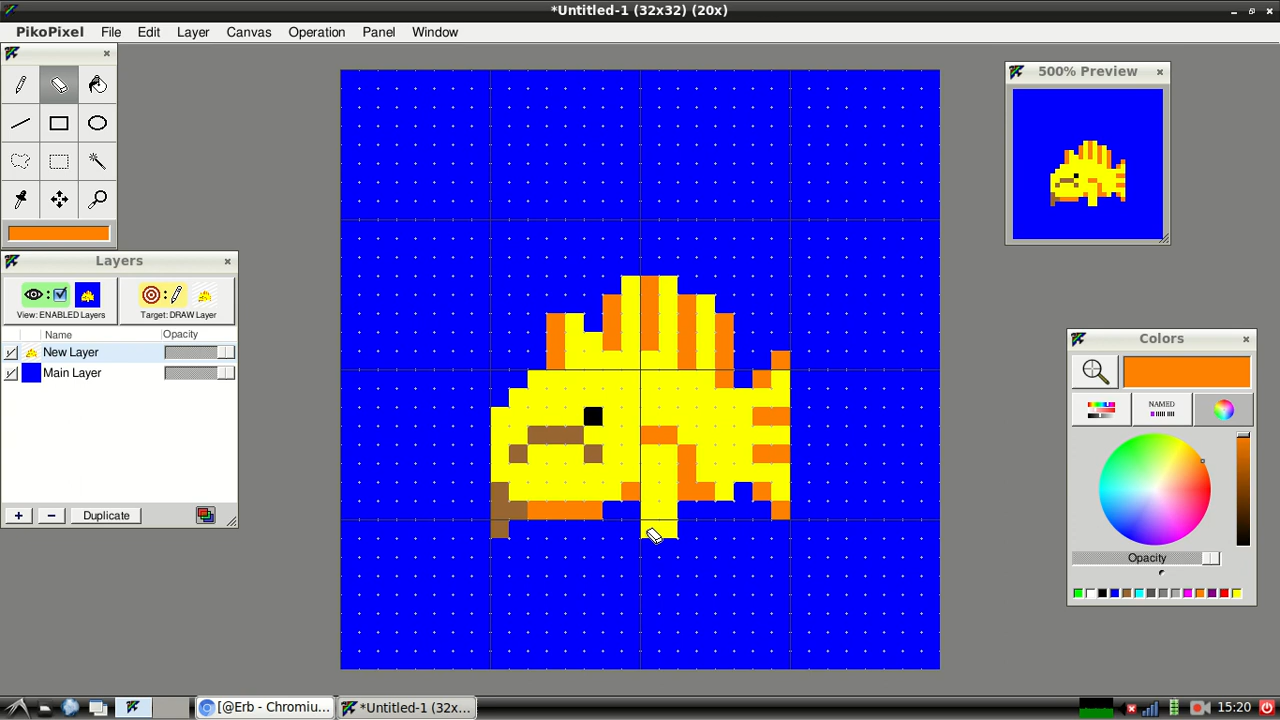 *Untitled-1 (32x32) (20x)
PikoPixel File Edit Layer Canvas Operation Panel Window
500% Preview
Layers
View: ENABLED Layers Target: DRAW Layer
Name Opacity
New Layer
Main Layer
Duplicate
Colors
NAMED
Opacity
[@Erb - Chromiu... *Untitled-1 (32x... 15:20